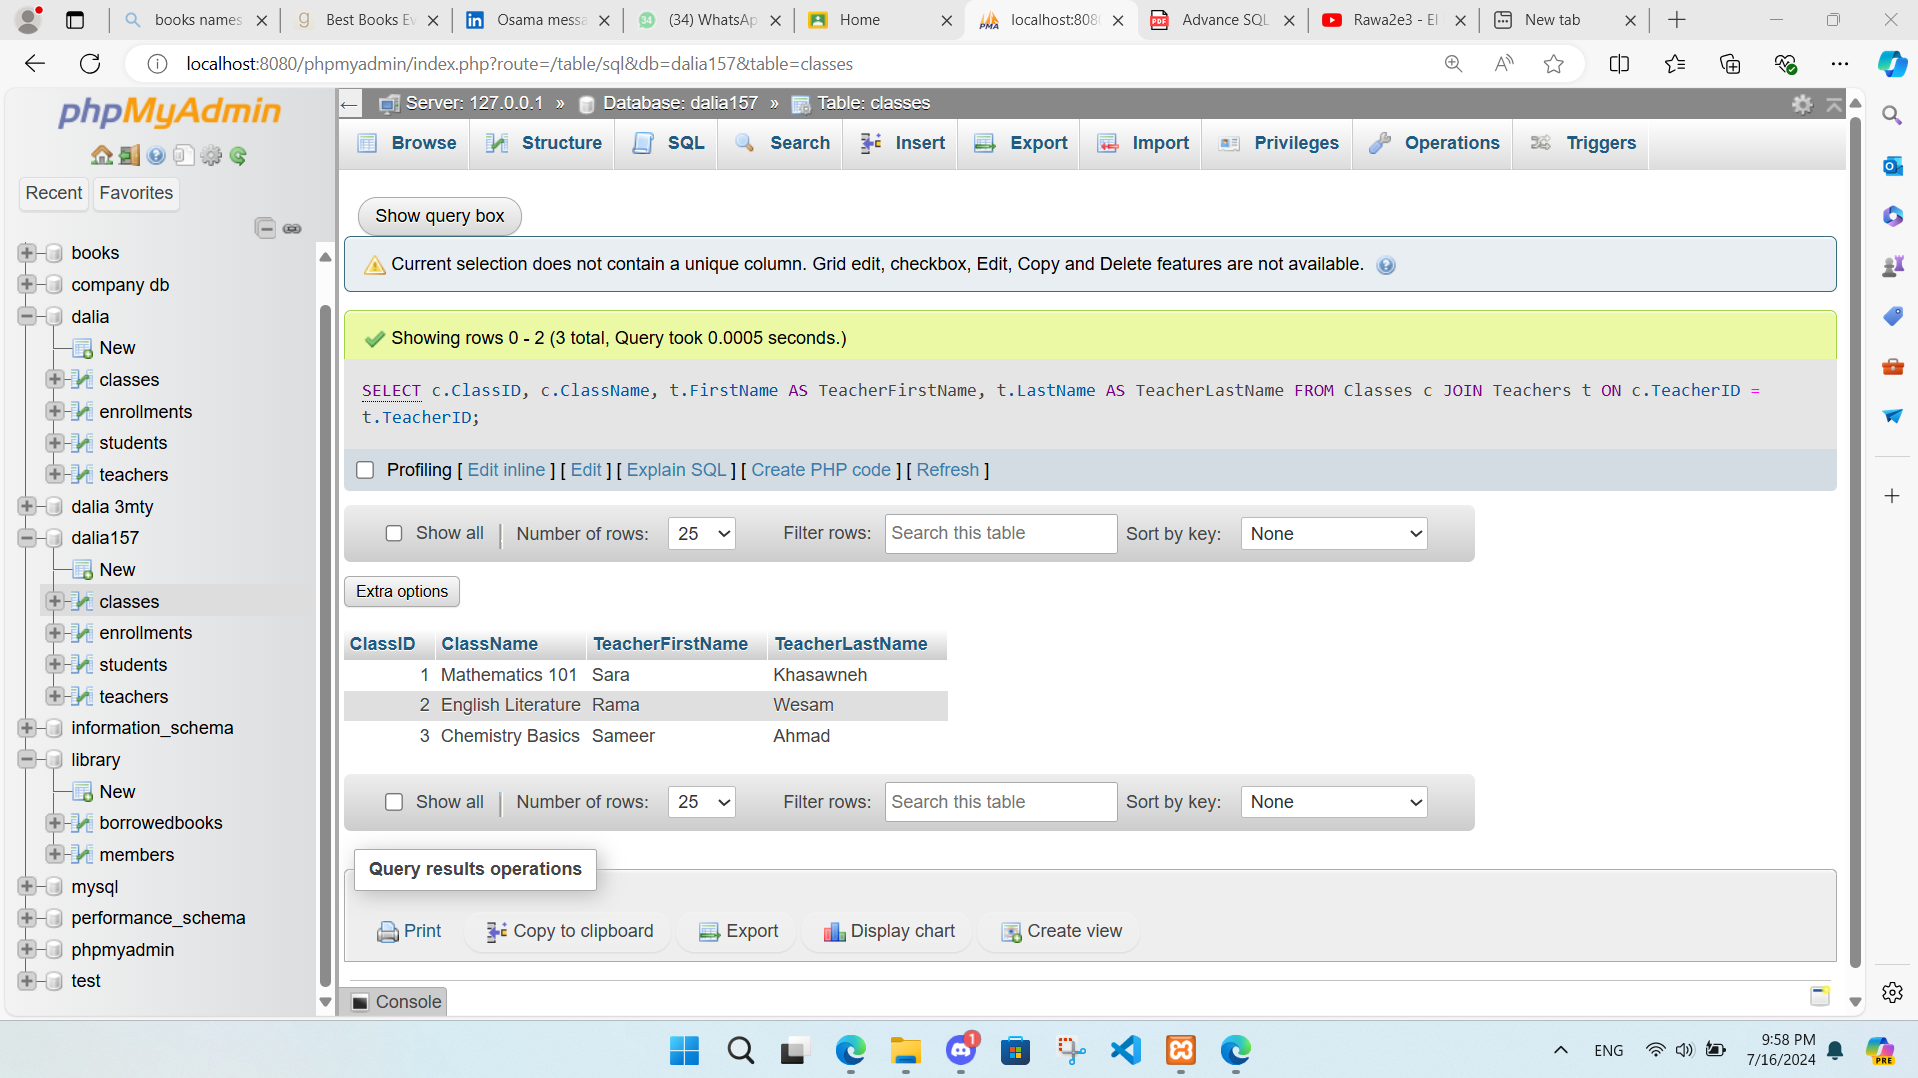 books names
Best Books Ev
Osama messa
(34) WhatsAp
Home
localhost:808
Advance SQL
Rawa2e3 - El
New tab
localhost:8080/phpmyadmin/index.php?route=/table/sql&db=dalia157&table=classes
phpMyAdmin
Recent
Favorites
books
company db
dalia
New
classes
enrollments
students
teachers
dalia 3mty
dalia157
New
classes
enrollments
students
teachers
information_schema
library
New
borrowedbooks
members
mysql
performance_schema
phpmyadmin
test
Server: 127.0.0.1 » Database: dalia157 » Table: classes
Browse Structure SQL Search Insert Export Import Privileges Operations Triggers
Show query box
Current selection does not contain a unique column. Grid edit, checkbox, Edit, Copy and Delete features are not available.
Showing rows 0 - 2 (3 total, Query took 0.0005 seconds.)
SELECT c.ClassID, c.ClassName, t.FirstName AS TeacherFirstName, t.LastName AS TeacherLastName FROM Classes c JOIN Teachers t ON c.TeacherID =
t.TeacherID;
Profiling [ Edit inline ] [ Edit ] [ Explain SQL ] [ Create PHP code ] [ Refresh ]
Show all | Number of rows: 25 Filter rows: Search this table Sort by key: None
Extra options
ClassID ClassName TeacherFirstName TeacherLastName
1 Mathematics 101 Sara Khasawneh
2 English Literature Rama Wesam
3 Chemistry Basics Sameer Ahmad
Show all | Number of rows: 25 Filter rows: Search this table Sort by key: None
Query results operations
Print Copy to clipboard Export Display chart Create view
Console
1
ENG
9:58 PM
7/16/2024
PRE